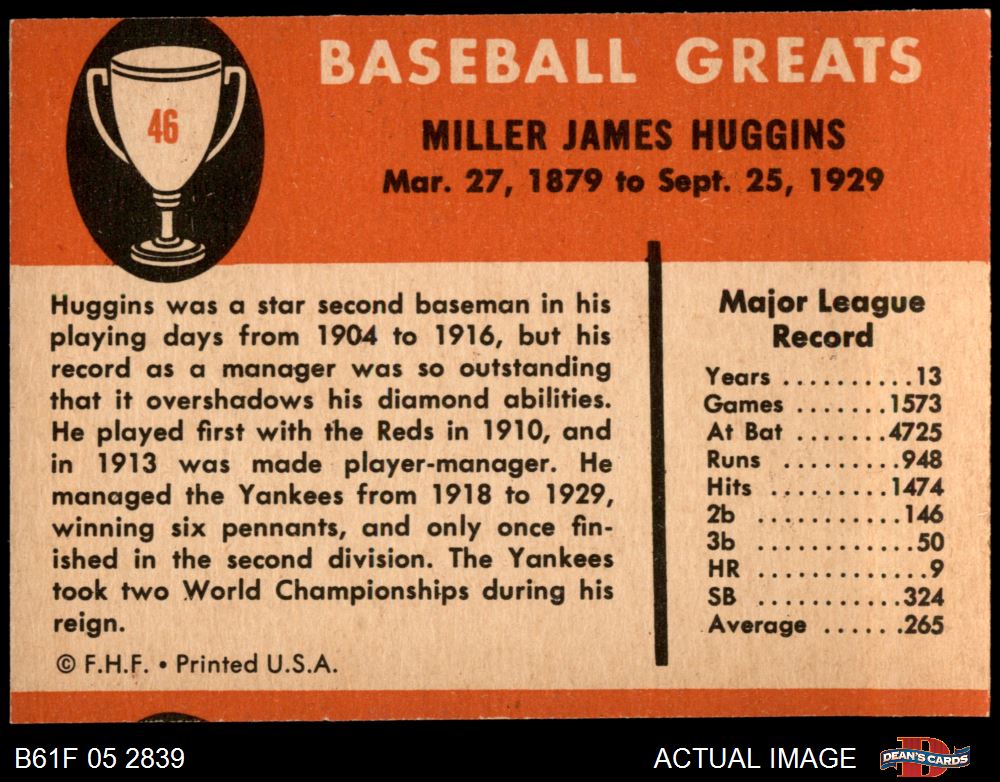 46
BASEBALL GREATS
MILLER JAMES HUGGINS
Mar. 27, 1879 to Sept. 25, 1929
Huggins was a star second baseman in his
playing days from 1904 to 1916, but his
record as a manager was so outstanding
that it overshadows his diamond abilities.
He played first with the Reds in 1910, and
in 1913 was made player-manager. He
managed the Yankees from 1918 to 1929,
winning six pennants, and only once fin-
ished in the second division. The Yankees
took two World Championships during his
reign.
© F.H.F. • Printed U.S.A.
Major League
Record
Years ..........13
Games .......1573
At Bat .......4725
Runs .........948
Hits .........1474
2b ...........146
3b ............50
HR .............9
SB ...........324
Average ......265
B61F 05 2839
ACTUAL IMAGE
D
DEAN'S CARDS